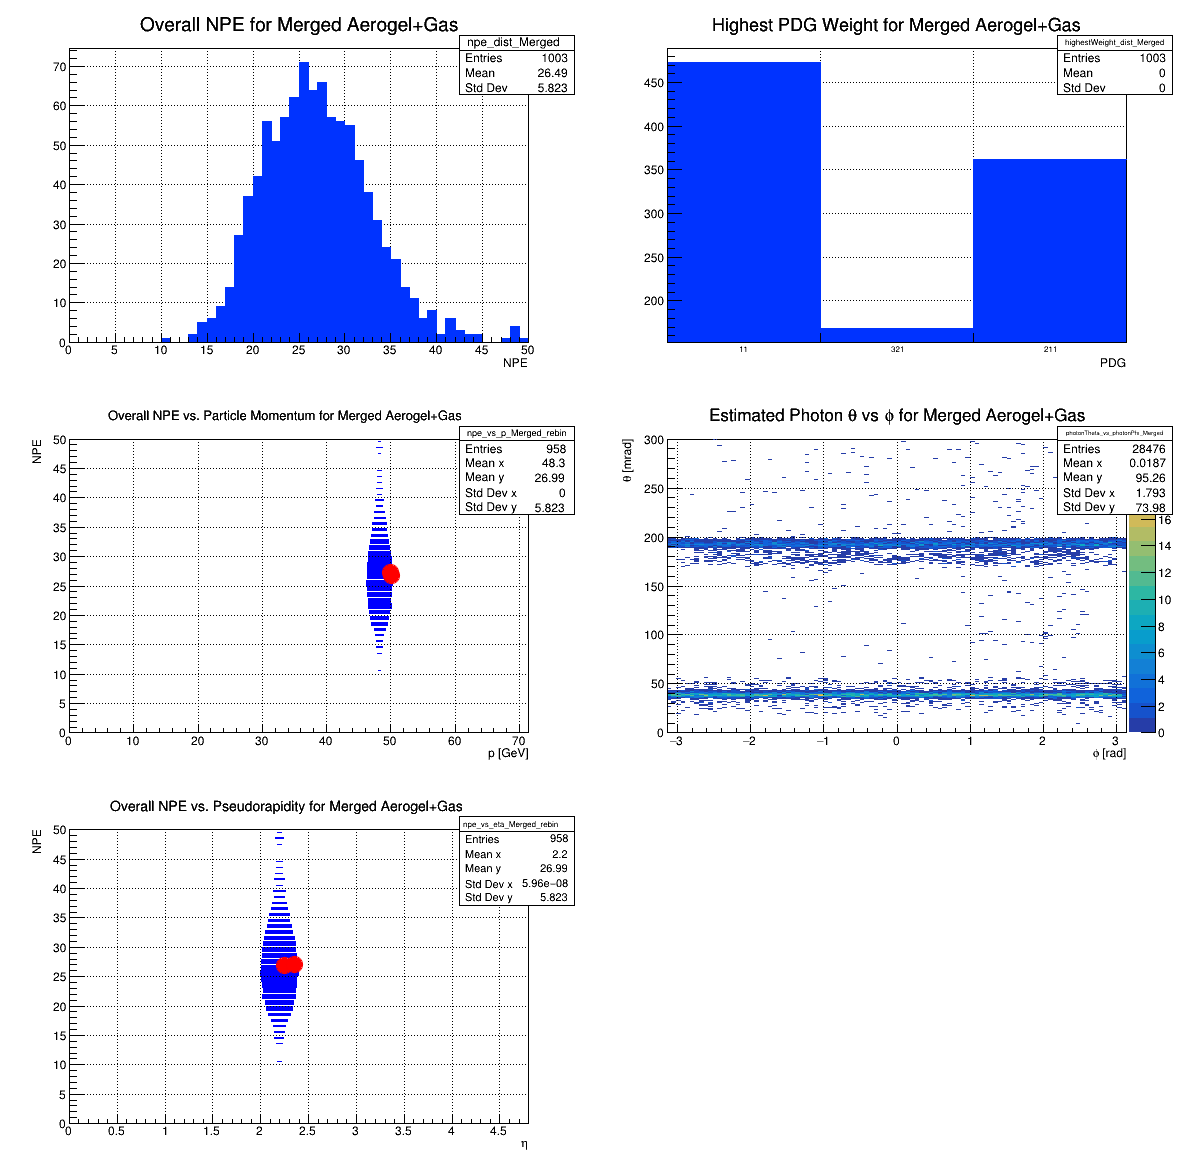 Overall NPE for Merged Aerogel+Gas
npe_dist_Merged
Entries 1003
Mean 26.49
Std Dev 5.823
70
60
50
40
30
20
10
0
0 5 10 15 20 25 30 35 40 45 50
NPE
Highest PDG Weight for Merged Aerogel+Gas
highestWeight_dist_Merged
Entries 1003
Mean 0
Std Dev 0
450
400
350
300
250
200
11 321 211
PDG
Overall NPE vs. Particle Momentum for Merged Aerogel+Gas
npe_vs_p_Merged_rebin
Entries 958
Mean x 48.3
Mean y 26.99
Std Dev x 0
Std Dev y 5.823
NPE
50
45
40
35
30
25
20
15
10
5
0
0 10 20 30 40 50 60 70
p [GeV]
Estimated Photon θ vs ϕ for Merged Aerogel+Gas
photonTheta_vs_photonPhi_Merged
Entries 28476
Mean x 0.0187
Mean y 95.26
Std Dev x 1.793
Std Dev y 73.98
θ [mrad]
300
250
200
150
100
50
0
−3 −2 −1 0 1 2 3
ϕ [rad]
16
14
12
10
8
6
4
2
0
Overall NPE vs. Pseudorapidity for Merged Aerogel+Gas
npe_vs_eta_Merged_rebin
Entries 958
Mean x 2.2
Mean y 26.99
Std Dev x 5.96e−08
Std Dev y 5.823
NPE
50
45
40
35
30
25
20
15
10
5
0
0 0.5 1 1.5 2 2.5 3 3.5 4 4.5
η